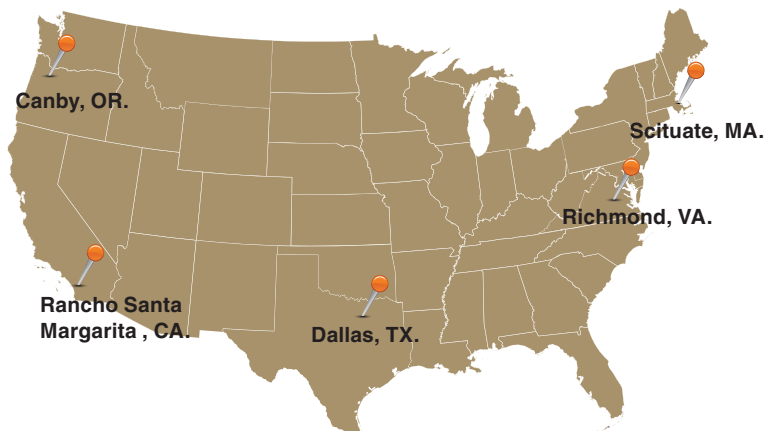 Canby, OR.
Scituate, MA.
Richmond, VA.
Rancho Santa
Margarita , CA.
Dallas, TX.